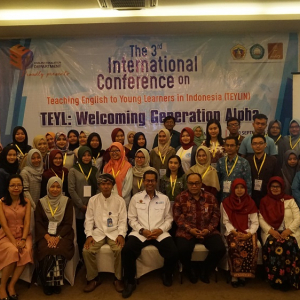 The 3rd
International
Conference on
Teaching English to Young Learners in Indonesia (TEYLIN)
TEYL: Welcoming Generation Alpha